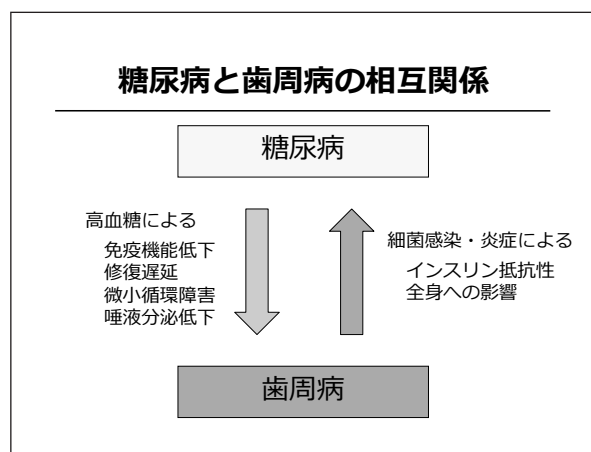 糖尿病と歯周病の相互関係
糖尿病
高血糖による
免疫機能低下
修復遅延
微小循環障害
唾液分泌低下
細菌感染・炎症による
インスリン抵抗性
全身への影響
歯周病